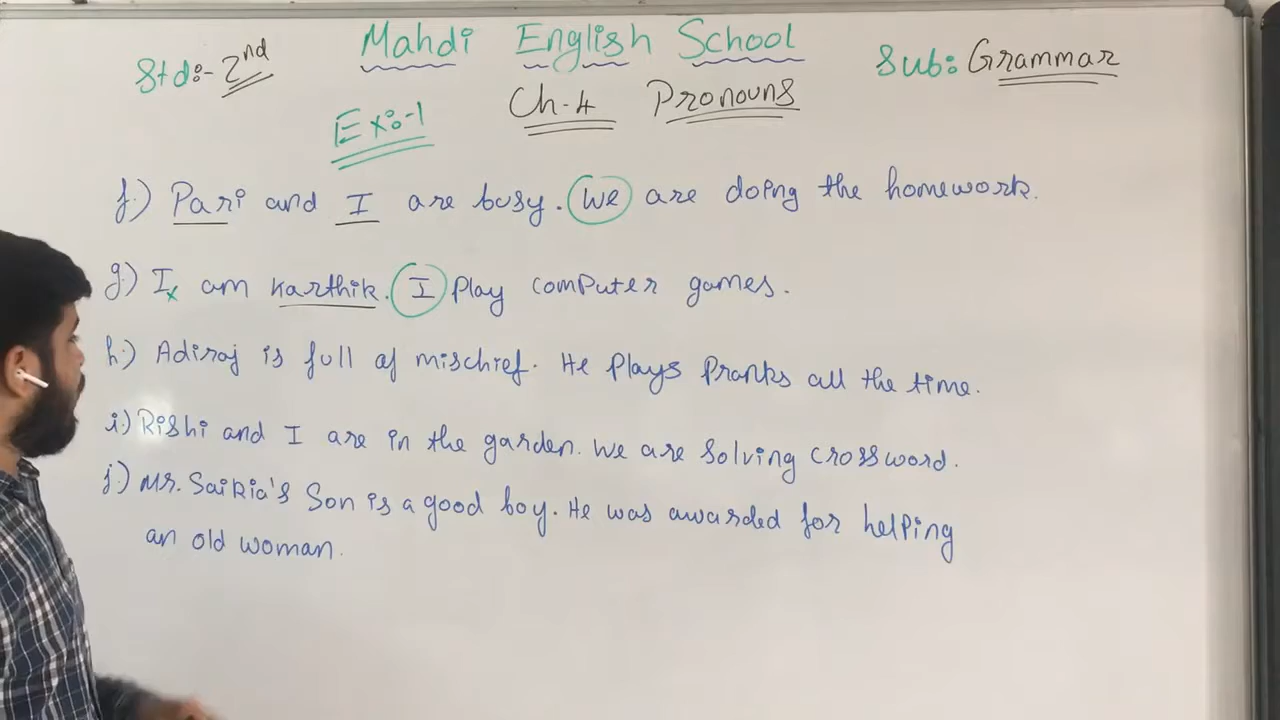 Std:- 2nd Mahdi English School Sub: Grammar
Ex:-1 Ch-4 Pronouns
f.) Pari and I are busy. We are doing the homework.
g.) I x am Karthik. I Play computer games.
h.) Adiraj is full of mischief. He Plays Pranks all the time.
i.) Rishi and I are in the garden. We are Solving crossword.
j.) Mr. Saikia's Son is a good boy. He was awarded for helping
an old woman.